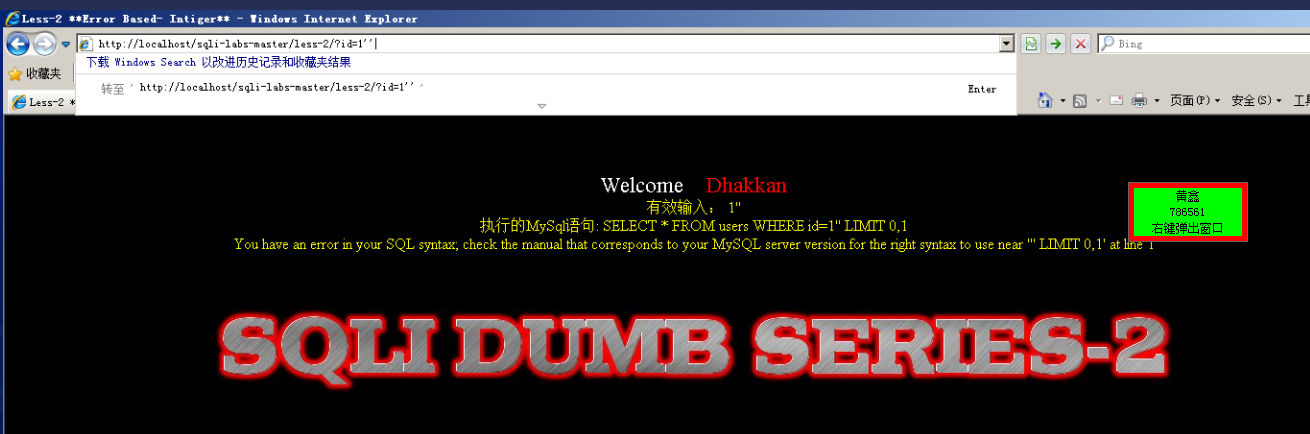 Less-2 **Error Based- Intiger** - Windows Internet Explorer
http://localhost/sqli-labs-master/less-2/?id=1''
Bing
下载 Windows Search 以改进历史记录和收藏夹结果
收藏夹
转至 ' http://localhost/sqli-labs-master/less-2/?id=1'' '
Enter
Less-2 *
页面(P)
安全(S)
Welcome Dhakkan
有效输入: 1''
执行的MySql语句: SELECT * FROM users WHERE id=1'' LIMIT 0,1
You have an error in your SQL syntax; check the manual that corresponds to your MySQL server version for the right syntax to use near ''' LIMIT 0,1' at line 1
黄鑫
786561
右键弹出窗口
SQLI DUMB SERIES-2